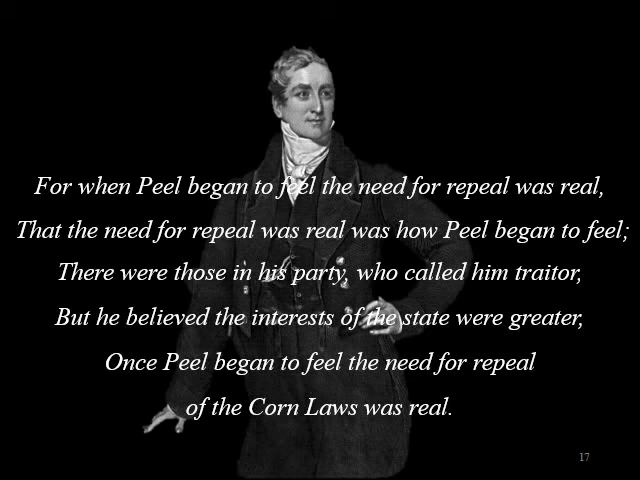 For when Peel began to feel the need for repeal was real,
That the need for repeal was real was how Peel began to feel;
There were those in his party, who called him traitor,
But he believed the interests of the state were greater,
Once Peel began to feel the need for repeal
of the Corn Laws was real.
17